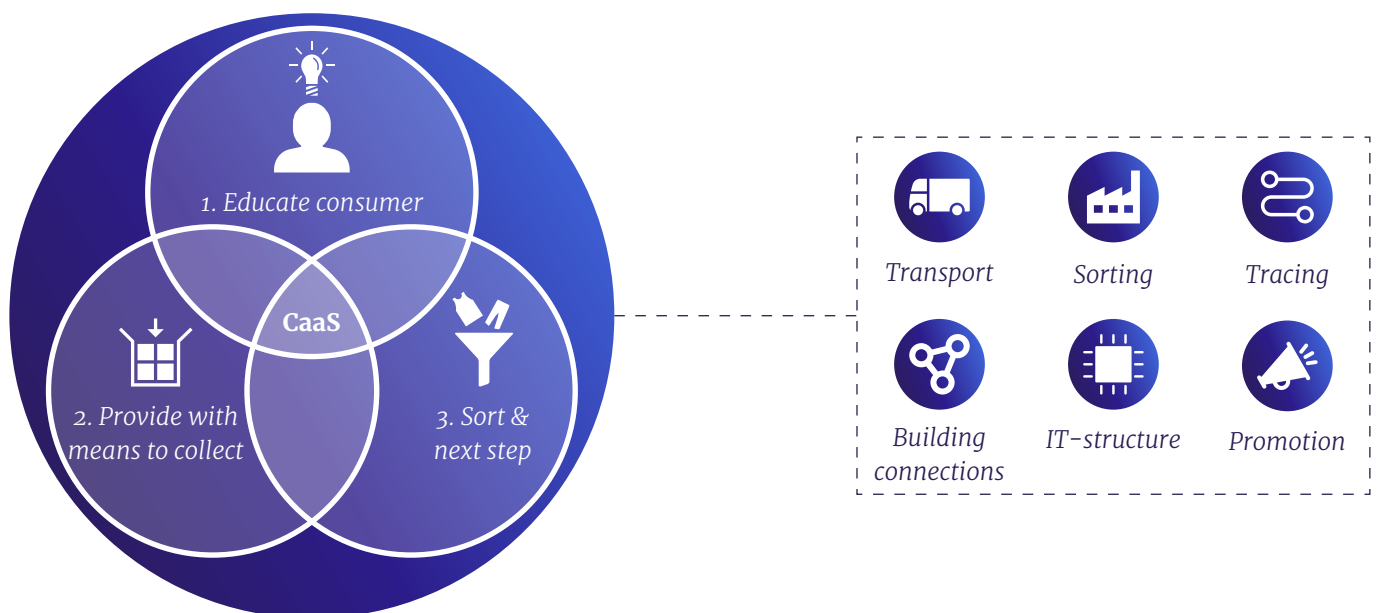 1. Educate consumer
CaaS
2. Provide with
means to collect
3. Sort &
next step
Transport
Sorting
Tracing
Building
connections
IT-structure
Promotion